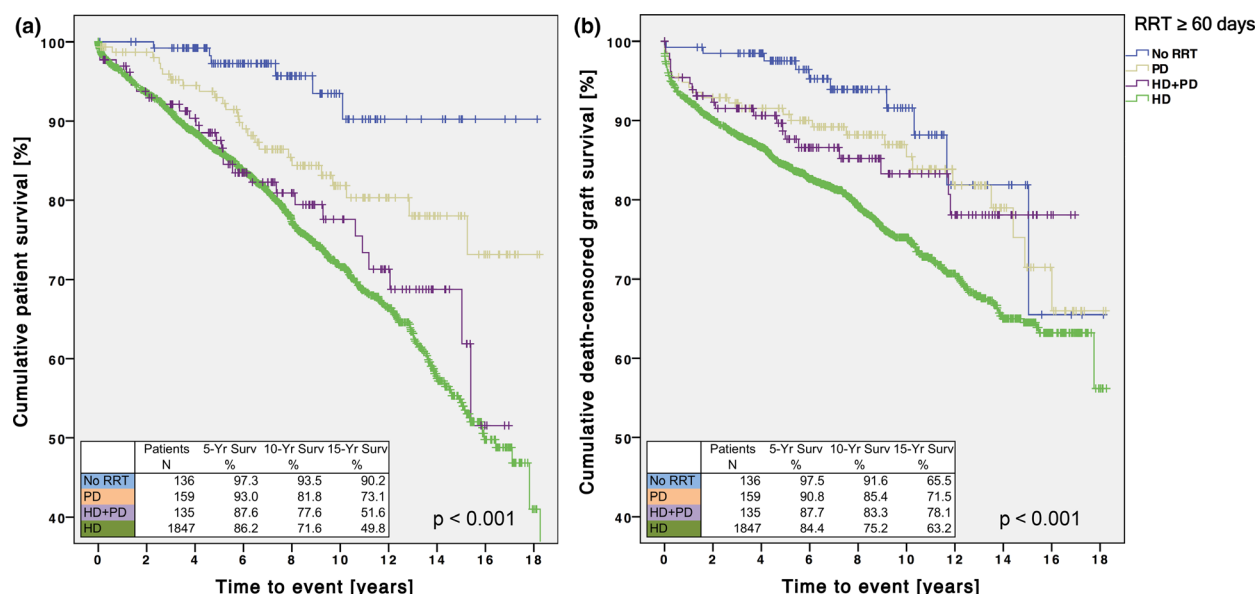 (a)
Cumulative patient survival [%]
100
90
80
70
60
50
40
0 2 4 6 8 10 12 14 16 18
Time to event [years]
Patients 5-Yr Surv 10-Yr Surv 15-Yr Surv
N % % %
No RRT 136 97.3 93.5 90.2
PD 159 93.0 81.8 73.1
HD+PD 135 87.6 77.6 51.6
HD 1847 86.2 71.6 49.8
p < 0.001
(b)
Cumulative death-censored graft survival [%]
100
90
80
70
60
50
40
0 2 4 6 8 10 12 14 16 18
Time to event [years]
Patients 5-Yr Surv 10-Yr Surv 15-Yr Surv
N % % %
No RRT 136 97.5 91.6 65.5
PD 159 90.8 85.4 71.5
HD+PD 135 87.7 83.3 78.1
HD 1847 84.4 75.2 63.2
p < 0.001
RRT ≥ 60 days
No RRT
PD
HD+PD
HD